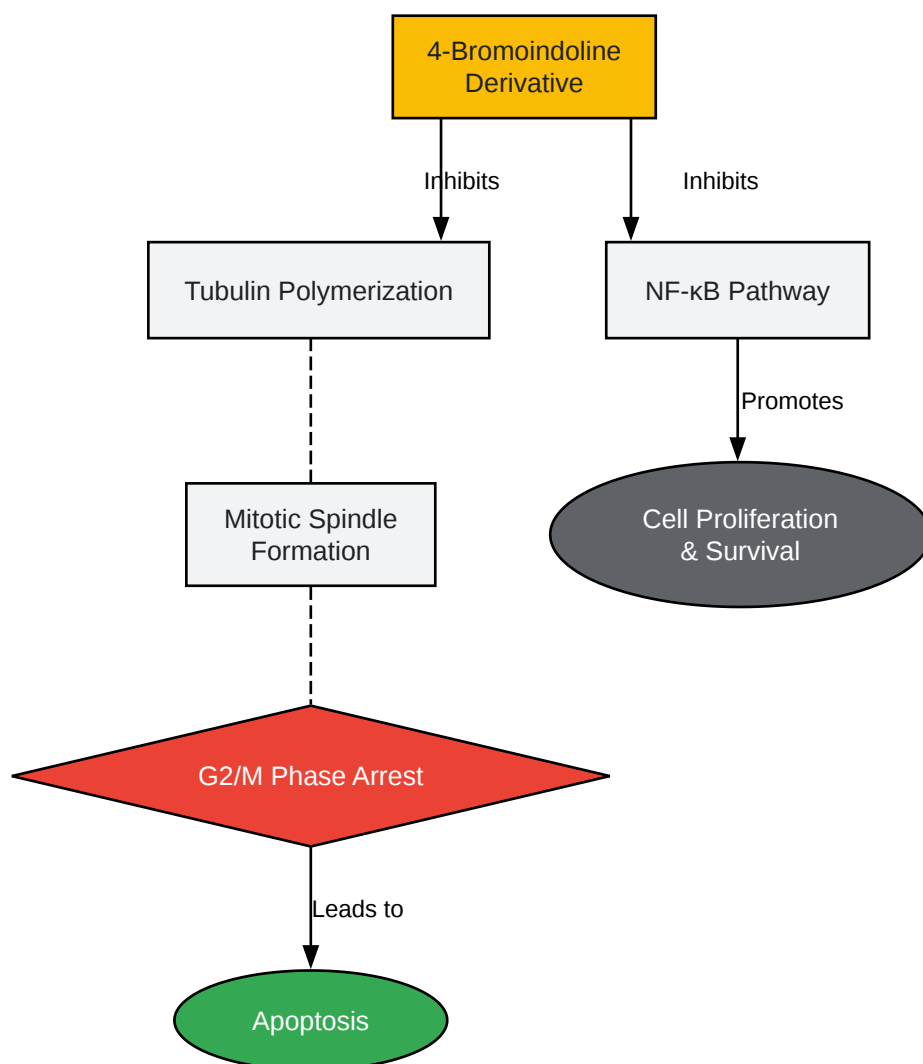 4-Bromoindoline
Derivative
Inhibits
Inhibits
Tubulin Polymerization
NF-κB Pathway
Promotes
Mitotic Spindle
Formation
Cell Proliferation
& Survival
G2/M Phase Arrest
Leads to
Apoptosis